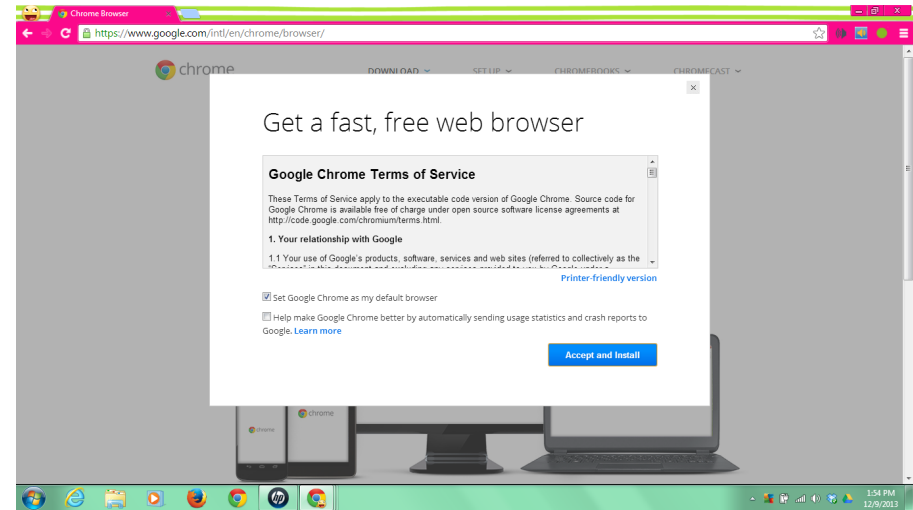 Chrome Browser
https://www.google.com/intl/en/chrome/browser/
chrome
DOWNLOAD
SET UP
CHROMEBOOKS
CHROMECAST
Get a fast, free web browser
Google Chrome Terms of Service
These Terms of Service apply to the executable code version of Google Chrome. Source code for
Google Chrome is available free of charge under open source software license agreements at
http://code.google.com/chromium/terms.html.
1. Your relationship with Google
1.1 Your use of Google's products, software, services and web sites (referred to collectively as the
Printer-friendly version
Set Google Chrome as my default browser
Help make Google Chrome better by automatically sending usage statistics and crash reports to
Google. Learn more
Accept and Install
chrome
chrome
hp
1:54 PM
12/9/2013